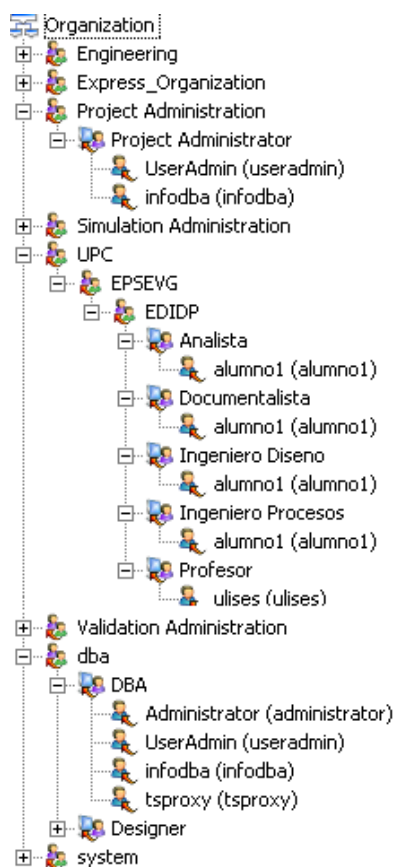 Organization
Engineering
Express_Organization
Project Administration
Project Administrator
UserAdmin (useradmin)
infodba (infodba)
Simulation Administration
UPC
EPSEVG
EDIDP
Analista
alumno1 (alumno1)
Documentalista
alumno1 (alumno1)
Ingeniero Diseno
alumno1 (alumno1)
Ingeniero Procesos
alumno1 (alumno1)
Profesor
ulises (ulises)
Validation Administration
dba
DBA
Administrator (administrator)
UserAdmin (useradmin)
infodba (infodba)
tsproxy (tsproxy)
Designer
system